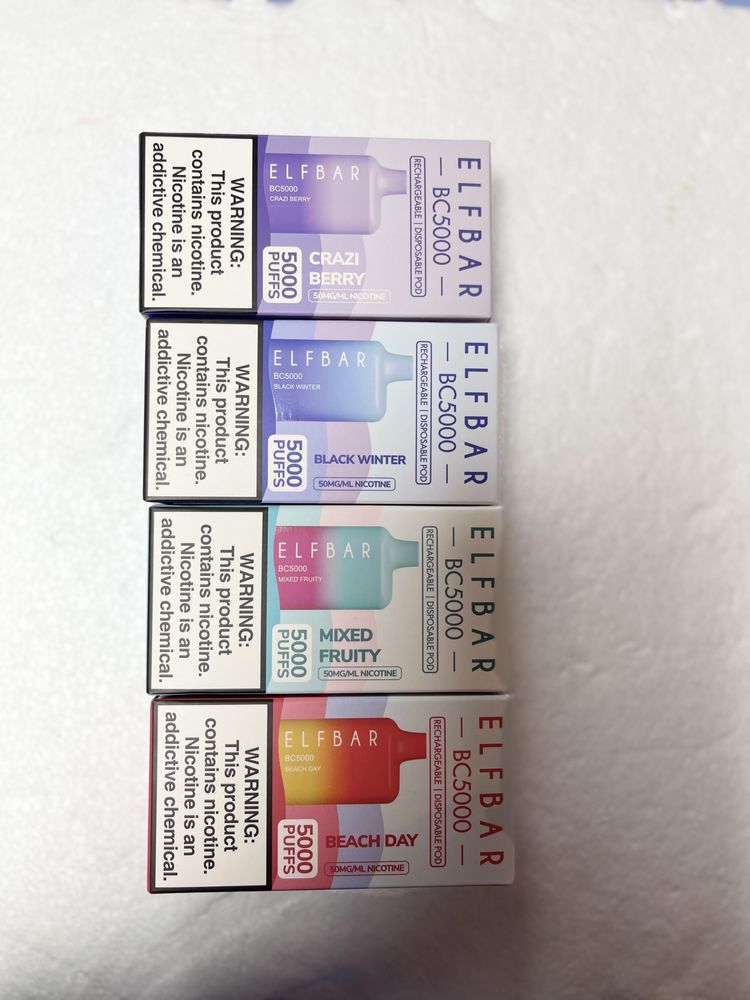 ELFBAR
BC5000
RECHARGEABLE | DISPOSABLE POD
ELFBAR
BC5000
CRAZI BERRY
5000
PUFFS
CRAZI
BERRY
50MG/ML NICOTINE
WARNING:
This product
contains nicotine.
Nicotine is an
addictive chemical.
ELFBAR
BC5000
RECHARGEABLE | DISPOSABLE POD
ELFBAR
BC5000
BLACK WINTER
5000
PUFFS
BLACK WINTER
50MG/ML NICOTINE
WARNING:
This product
contains nicotine.
Nicotine is an
addictive chemical.
ELFBAR
BC5000
RECHARGEABLE | DISPOSABLE POD
ELFBAR
BC5000
MIXED FRUITY
5000
PUFFS
MIXED
FRUITY
50MG/ML NICOTINE
WARNING:
This product
contains nicotine.
Nicotine is an
addictive chemical.
ELFBAR
BC5000
RECHARGEABLE | DISPOSABLE POD
ELFBAR
BC5000
BEACH DAY
5000
PUFFS
BEACH DAY
50MG/ML NICOTINE
WARNING:
This product
contains nicotine.
Nicotine is an
addictive chemical.